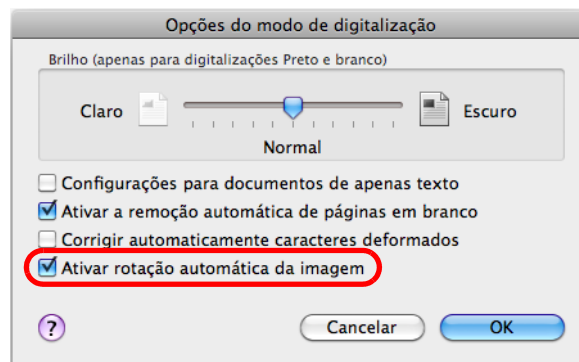 Opções do modo de digitalização
Brilho (apenas para digitalizações Preto e branco)
Claro Escuro
Normal
Configurações para documentos de apenas texto
Ativar a remoção automática de páginas em branco
Corrigir automaticamente caracteres deformados
Ativar rotação automática da imagem
? Cancelar OK